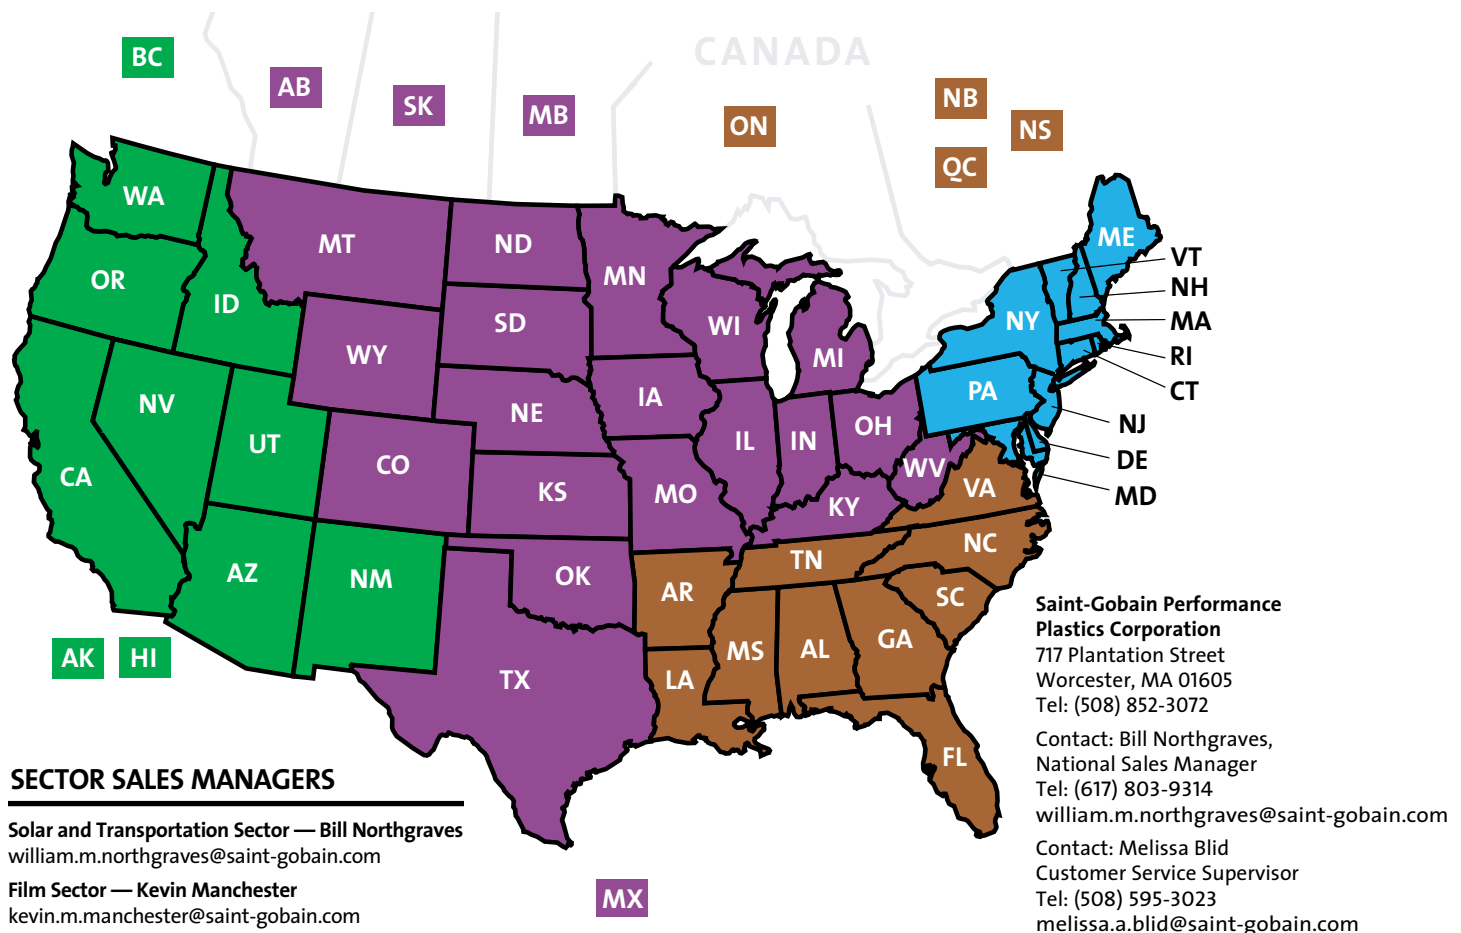 CANADA
BC
AB
SK
MB
ON
NB
NS
QC
WA
OR
ID
MT
ND
MN
SD
WY
WI
MI
NY
ME
VT
NH
MA
RI
CT
NJ
DE
MD
PA
NV
UT
CA
CO
NE
IA
IL
IN
OH
WV
VA
KS
MO
KY
AZ
NM
OK
TX
AR
TN
NC
SC
MS
AL
GA
LA
FL
AK
HI
MX
SECTOR SALES MANAGERS
Solar and Transportation Sector — Bill Northgraves
william.m.northgraves@saint-gobain.com
Film Sector — Kevin Manchester
kevin.m.manchester@saint-gobain.com
Saint-Gobain Performance
Plastics Corporation
717 Plantation Street
Worcester, MA 01605
Tel: (508) 852-3072
Contact: Bill Northgraves,
National Sales Manager
Tel: (617) 803-9314
william.m.northgraves@saint-gobain.com
Contact: Melissa Blid
Customer Service Supervisor
Tel: (508) 595-3023
melissa.a.blid@saint-gobain.com